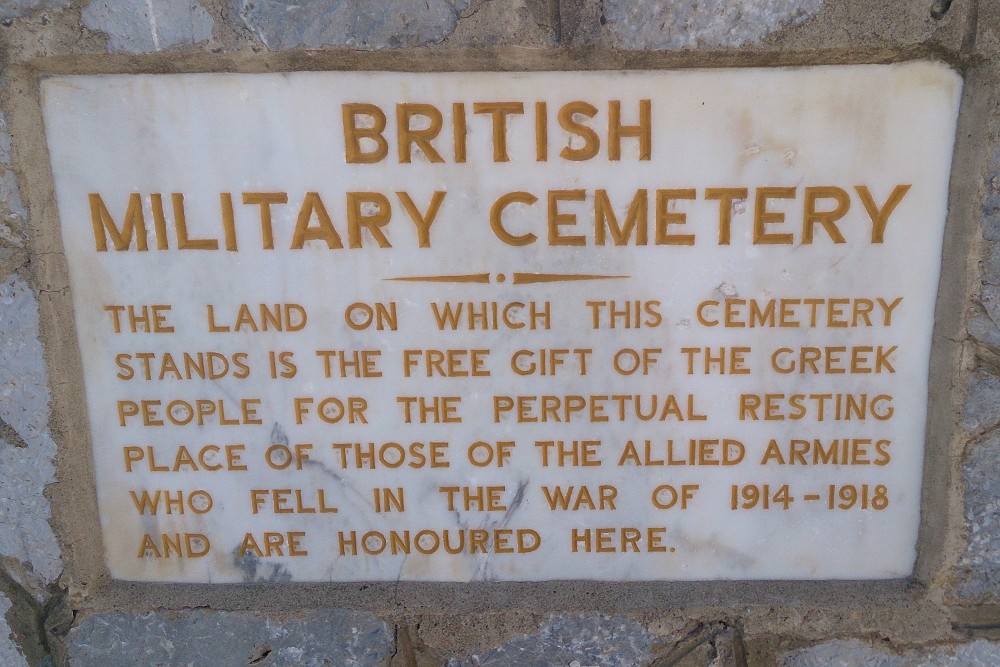 BRITISH
MILITARY CEMETERY
THE LAND ON WHICH THIS CEMETERY
STANDS IS THE FREE GIFT OF THE GREEK
PEOPLE FOR THE PERPETUAL RESTING
PLACE OF THOSE OF THE ALLIED ARMIES
WHO FELL IN THE WAR OF 1914-1918
AND ARE HONOURED HERE.